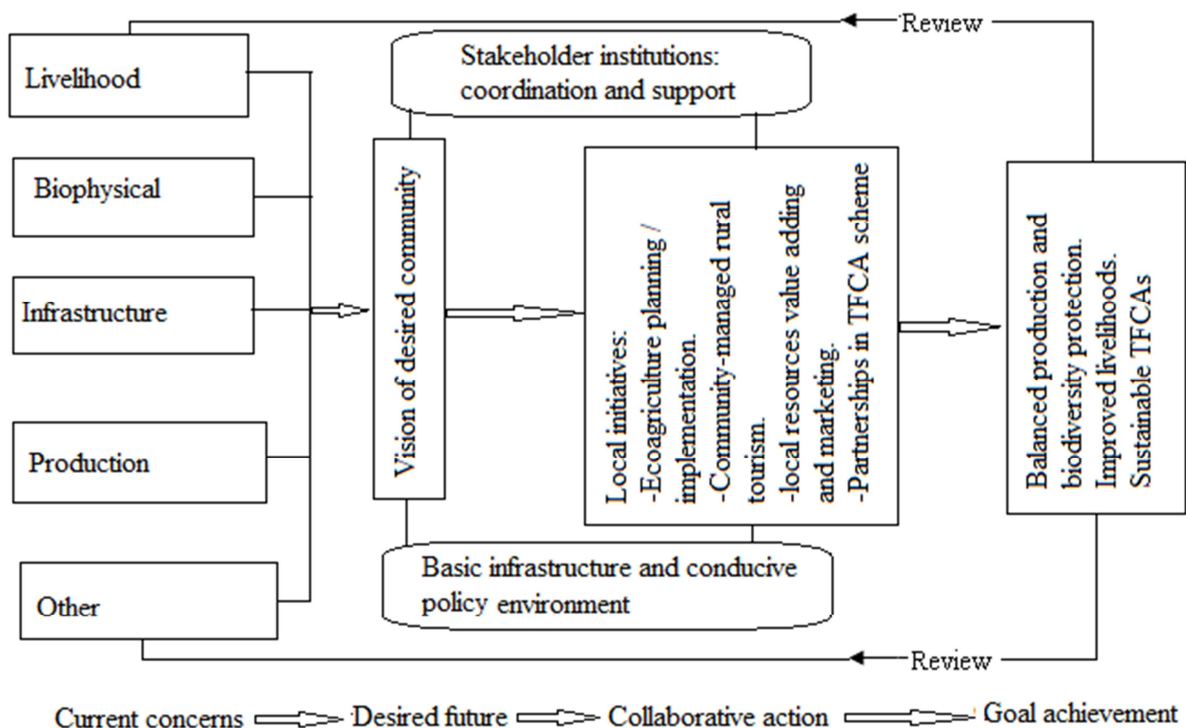 Review
Livelihood
Biophysical
Infrastructure
Production
Other
Stakeholder institutions:
coordination and support
Vision of desired community
Basic infrastructure and conducive
policy environment
Local initiatives:
-Ecoagriculture planning /
implementation.
-Community-managed rural
tourism.
-local resources value adding
and marketing.
-Partnerships in TFCA scheme
Balanced production and
biodiversity protection.
Improved livelihoods.
Sustainable TFCAs
Review
Current concerns Desired future Collaborative action Goal achievement